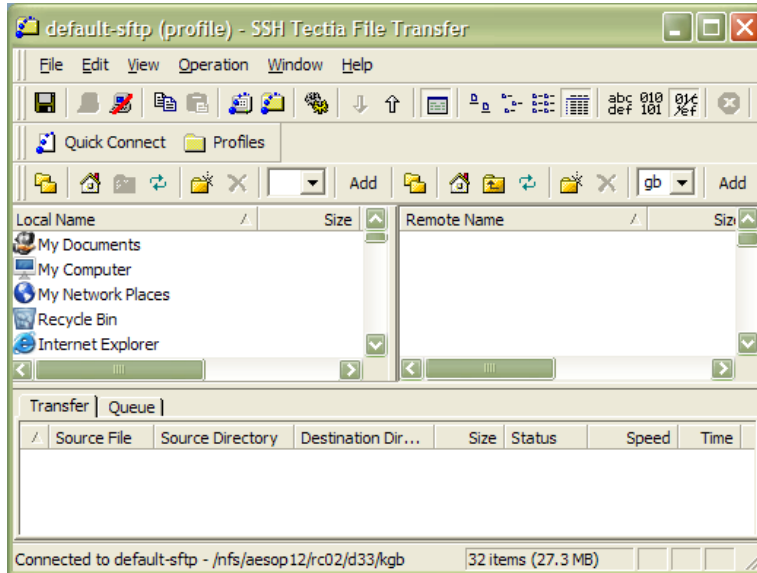 default-sftp (profile) - SSH Tectia File Transfer
File Edit View Operation Window Help
abc def 010 101
Quick Connect Profiles
Add gb Add
Local Name Size Remote Name
My Documents
My Computer
My Network Places
Recycle Bin
Internet Explorer
Transfer Queue
Source File Source Directory Destination Dir... Size Status Speed Time
Connected to default-sftp - /nfs/aesop12/rc02/d33/kgb 32 items (27.3 MB)